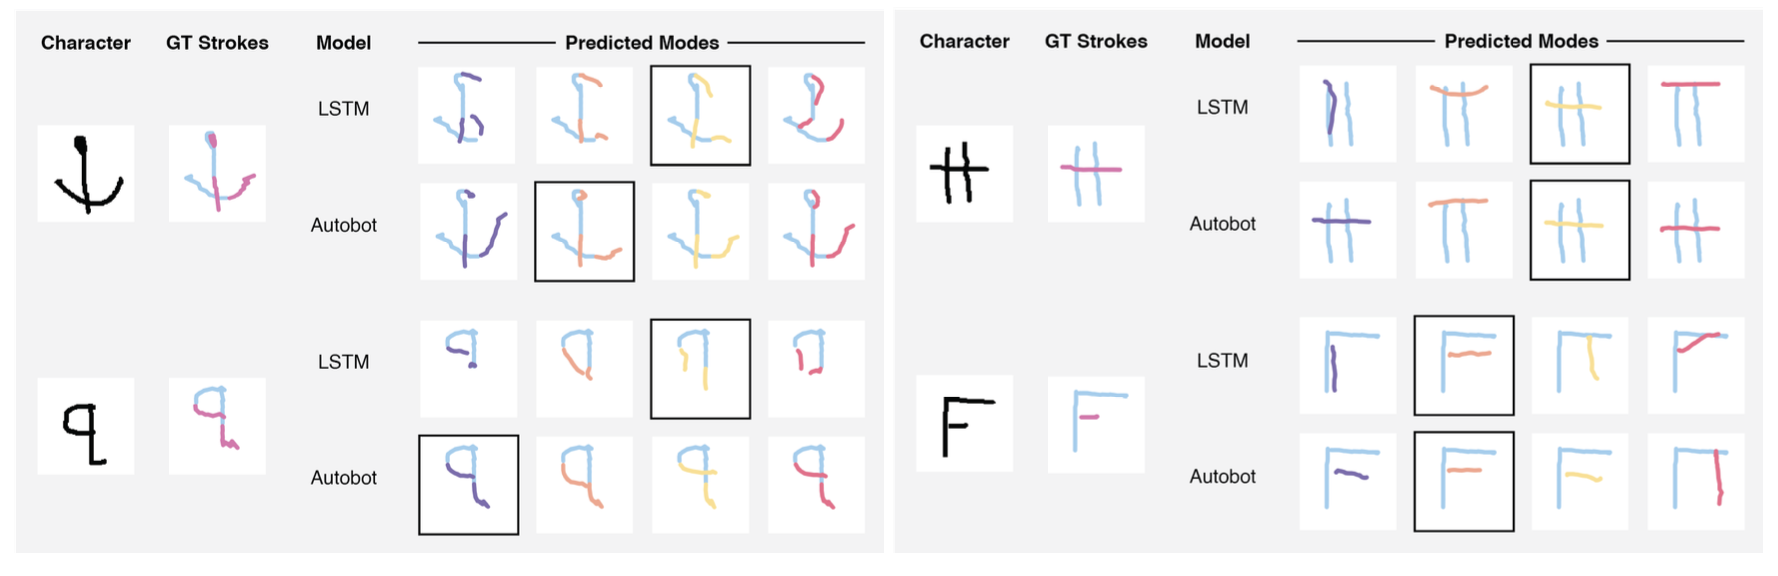 Character GT Strokes Model Predicted Modes
LSTM
Autobot
LSTM
Autobot
Character GT Strokes Model Predicted Modes
LSTM
Autobot
F
LSTM
Autobot